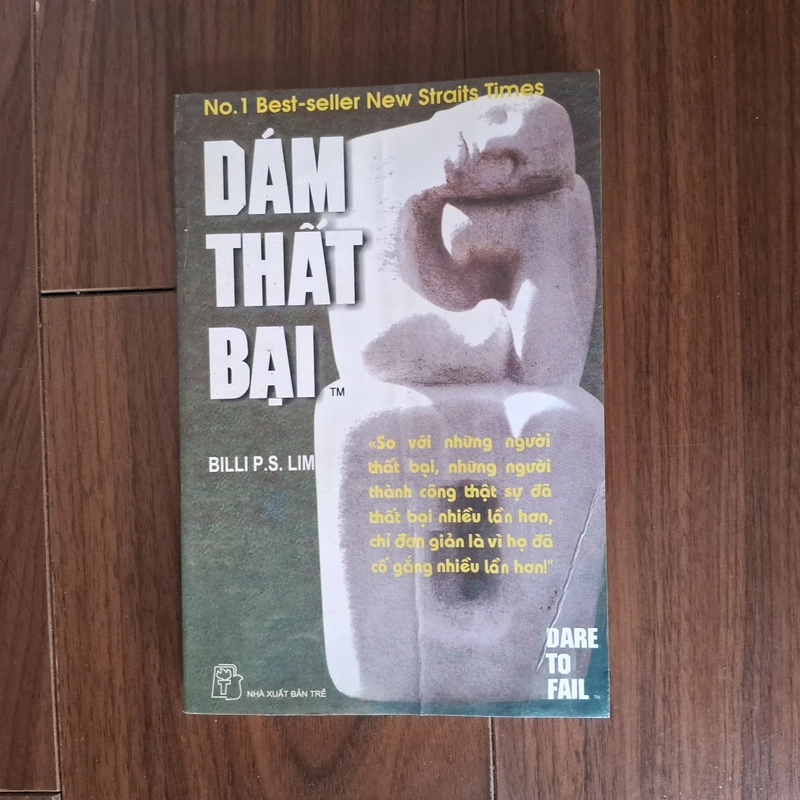 No.1 Best-seller New Straits Times
DÁM
THẤT
BẠI ™
BILLI P.S. LIM
«So với những người
thất bại, những người
thành công thật sự đã
thất bại nhiều lần hơn,
chỉ đơn giản là vì họ đã
cố gắng nhiều lần hơn!"
DARE
TO
FAIL ™
T
NHÀ XUẤT BẢN TRẺ